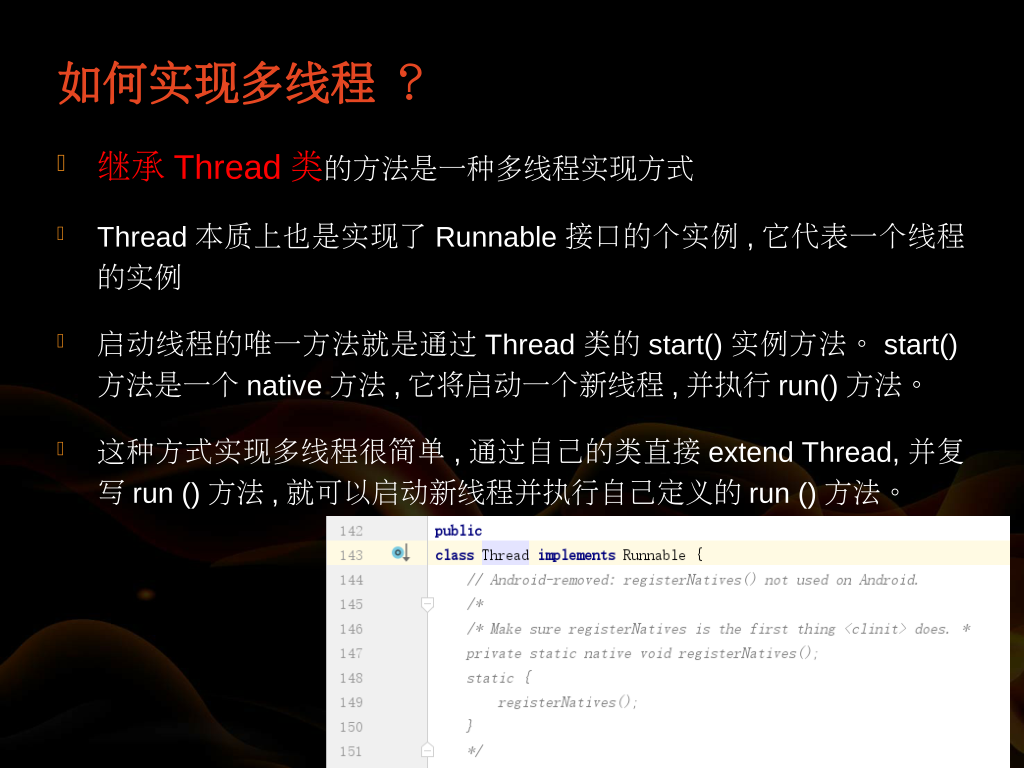 如何实现多线程 ？
继承 Thread 类的方法是一种多线程实现方式
Thread 本质上也是实现了 Runnable 接口的个实例 , 它代表一个线程
的实例
启动线程的唯一方法就是通过 Thread 类的 start() 实例方法。 start()
方法是一个 native 方法 , 它将启动一个新线程 , 并执行 run() 方法。
这种方式实现多线程很简单 , 通过自己的类直接 extend Thread, 并复
写 run () 方法 , 就可以启动新线程并执行自己定义的 run () 方法。
142 public
143 class Thread implements Runnable {
144 // Android-removed: registerNatives() not used on Android.
145 /*
146 /* Make sure registerNatives is the first thing <clinit> does. *
147 private static native void registerNatives();
148 static {
149 registerNatives();
150 }
151 */